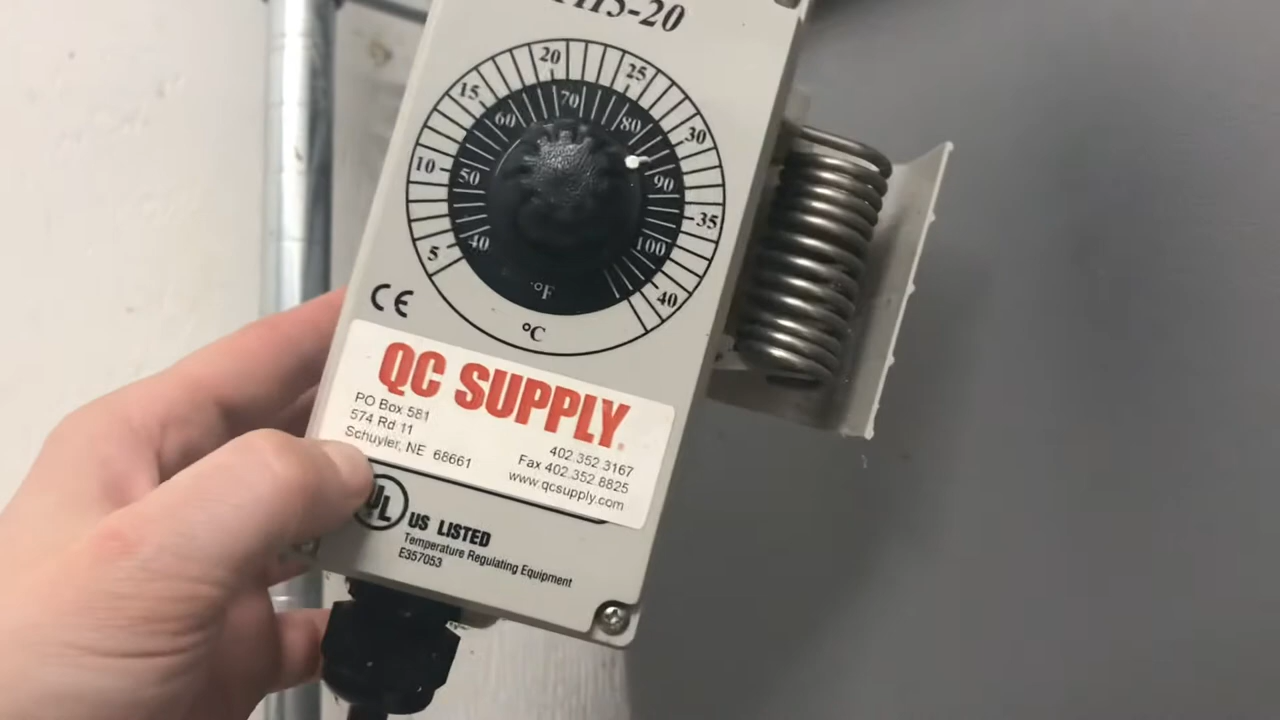 20
25
15
70
60
80
30
10
50
90
35
100
5
40
40
°F
°C
CE
QC SUPPLY
PO Box 581
574 Rd 11
Schuyler, NE 68661
402.352.3167
Fax 402.352.8825
www.qcsupply.com
UL
US LISTED
Temperature Regulating Equipment
E357053